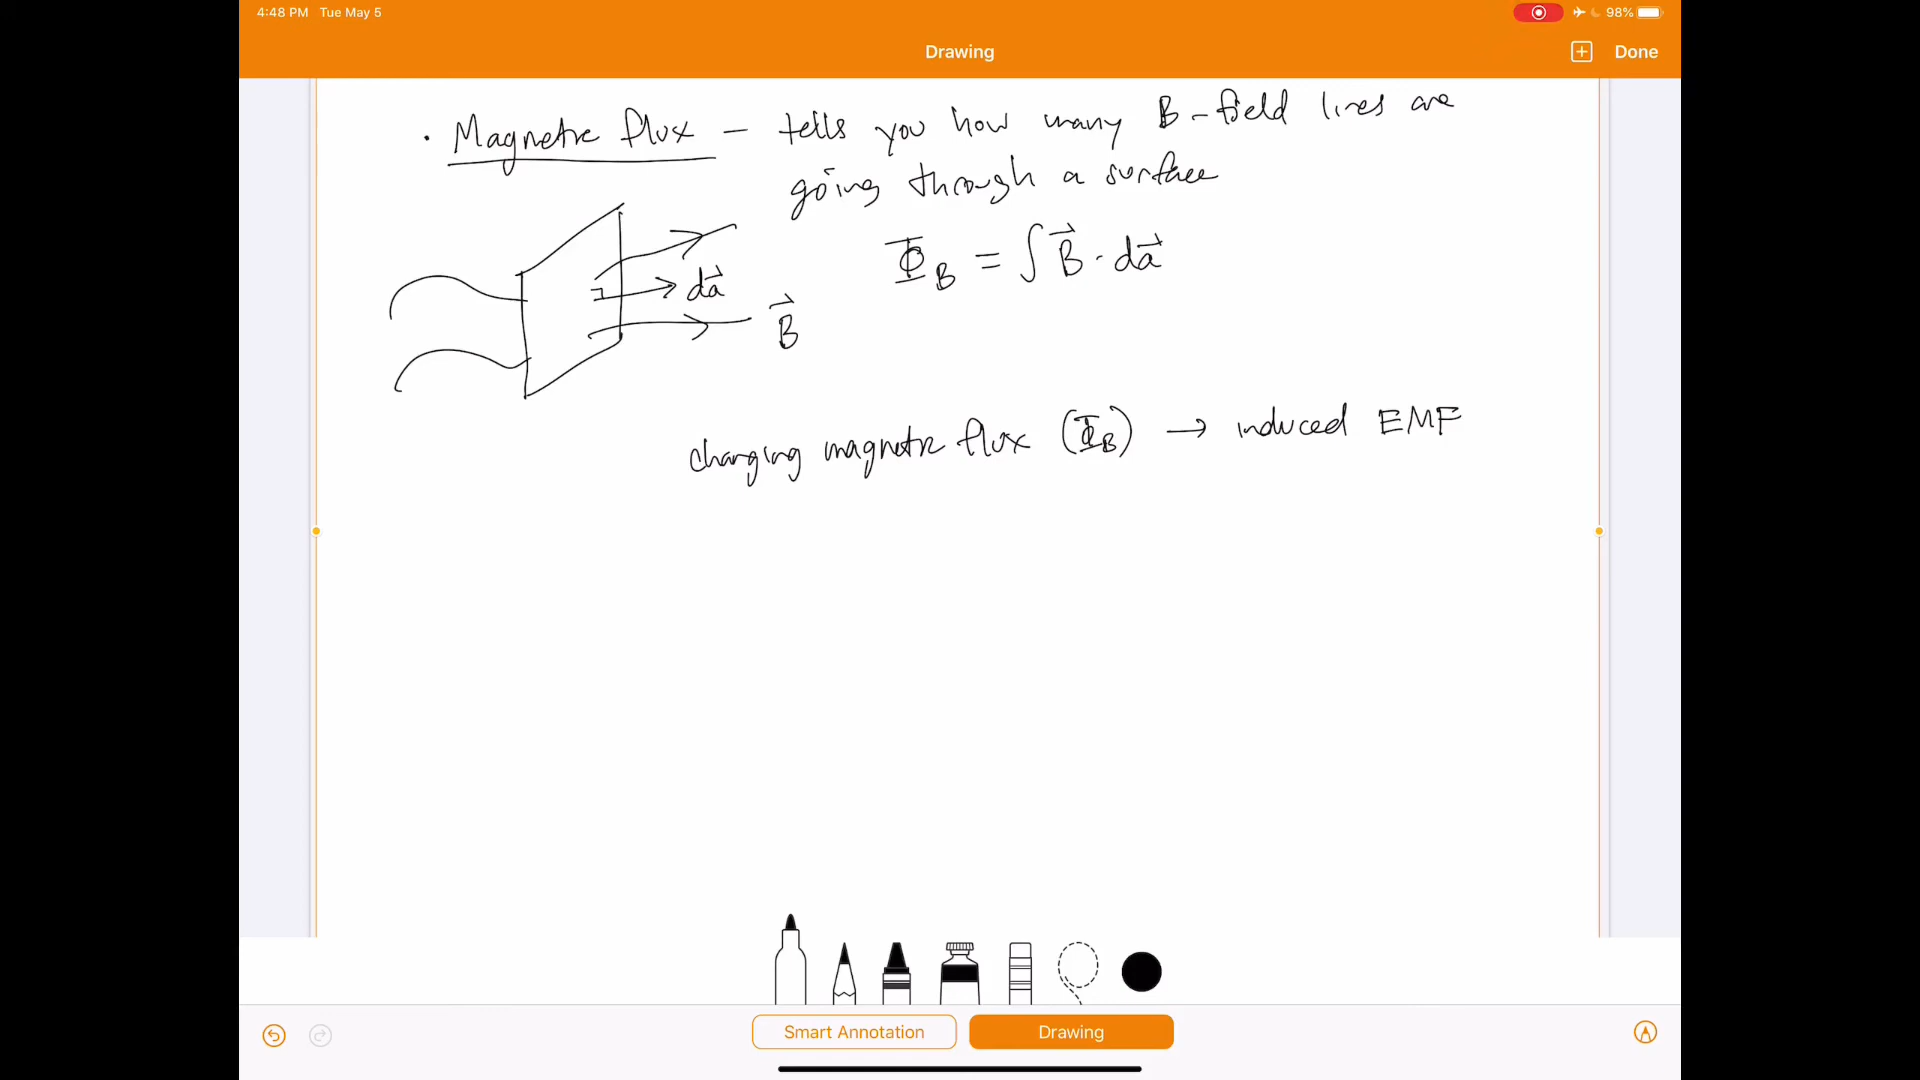 4:48 PM Tue May 5
98%
Drawing
Done
• Magnetic flux — tells you how many B-field lines are
going through a surface
Φ_B = ∫ B⃗ · da⃗
da⃗
B⃗
changing magnetic flux (Φ_B) → induced EMF
Smart Annotation
Drawing